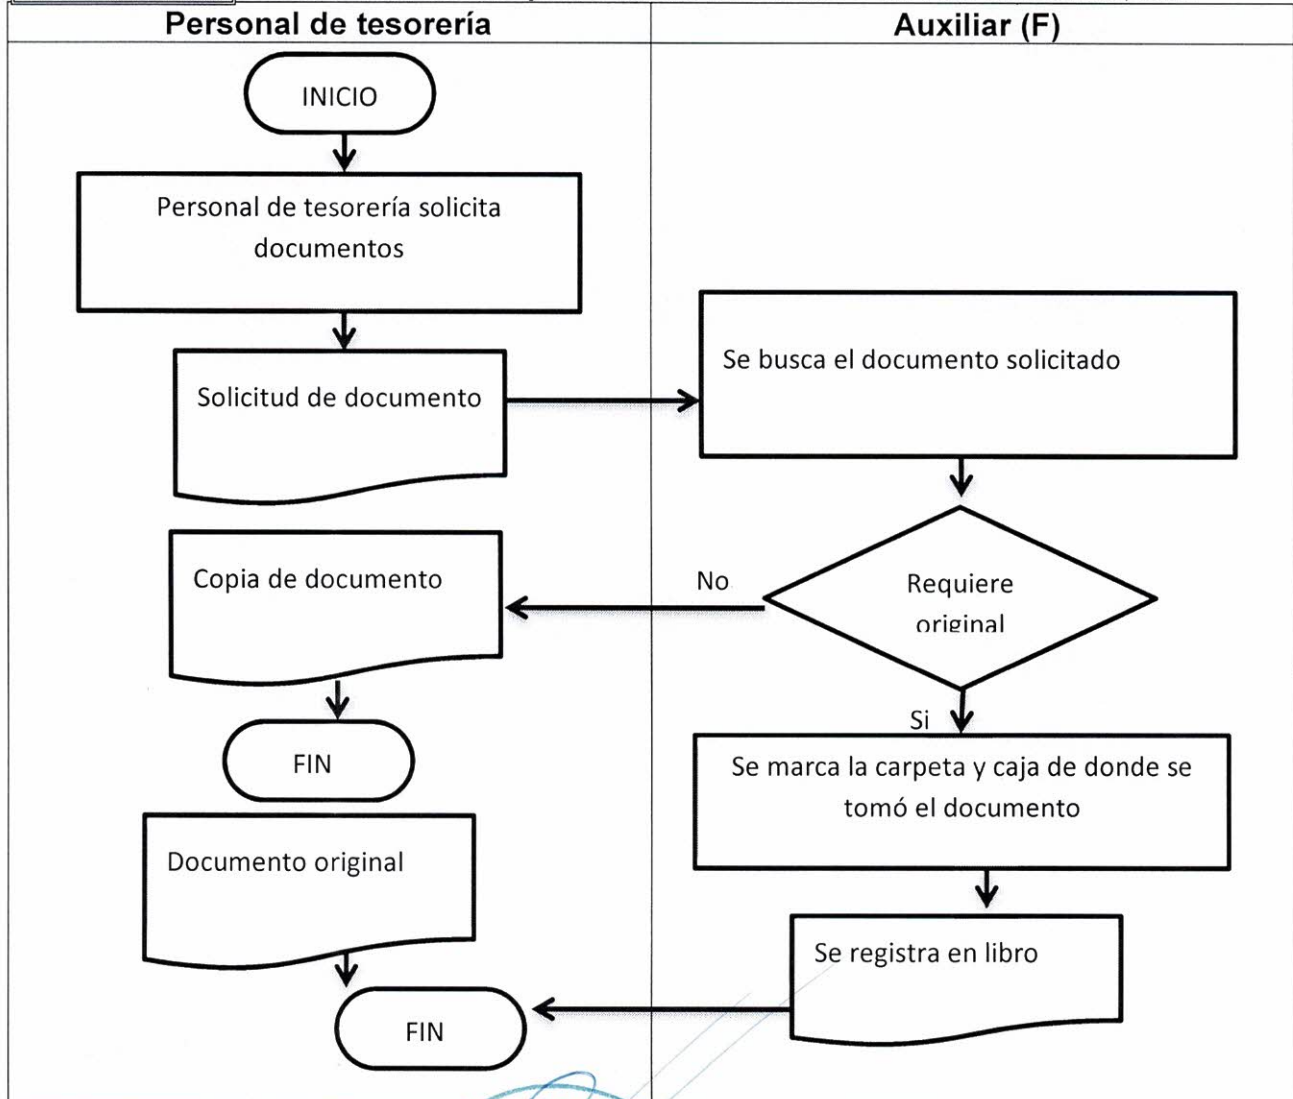 Personal de tesorería
Auxiliar (F)
INICIO
Personal de tesorería solicita
documentos
Solicitud de documento
Se busca el documento solicitado
Requiere
original
No
Copia de documento
FIN
Si
Se marca la carpeta y caja de donde se
tomó el documento
Documento original
Se registra en libro
FIN